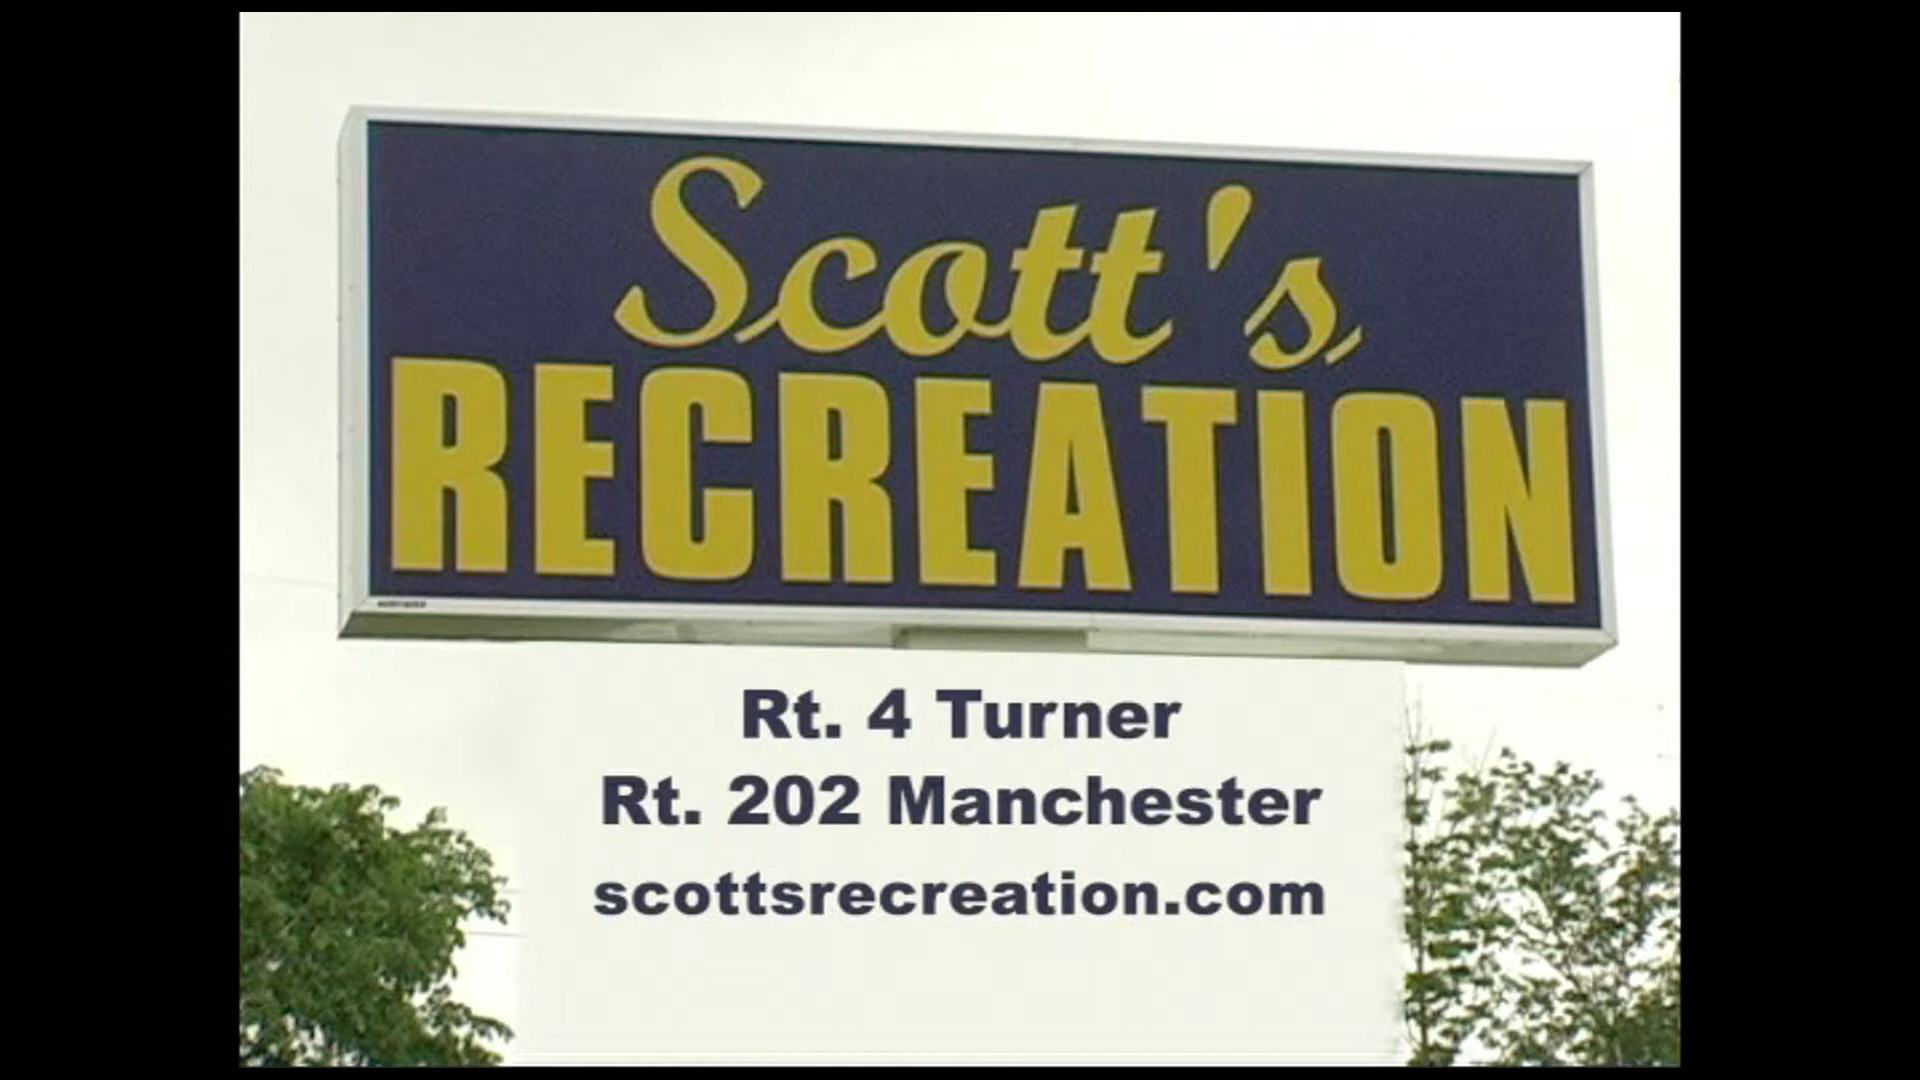 Scott's
RECREATION
Rt. 4 Turner
Rt. 202 Manchester
scottsrecreation.com